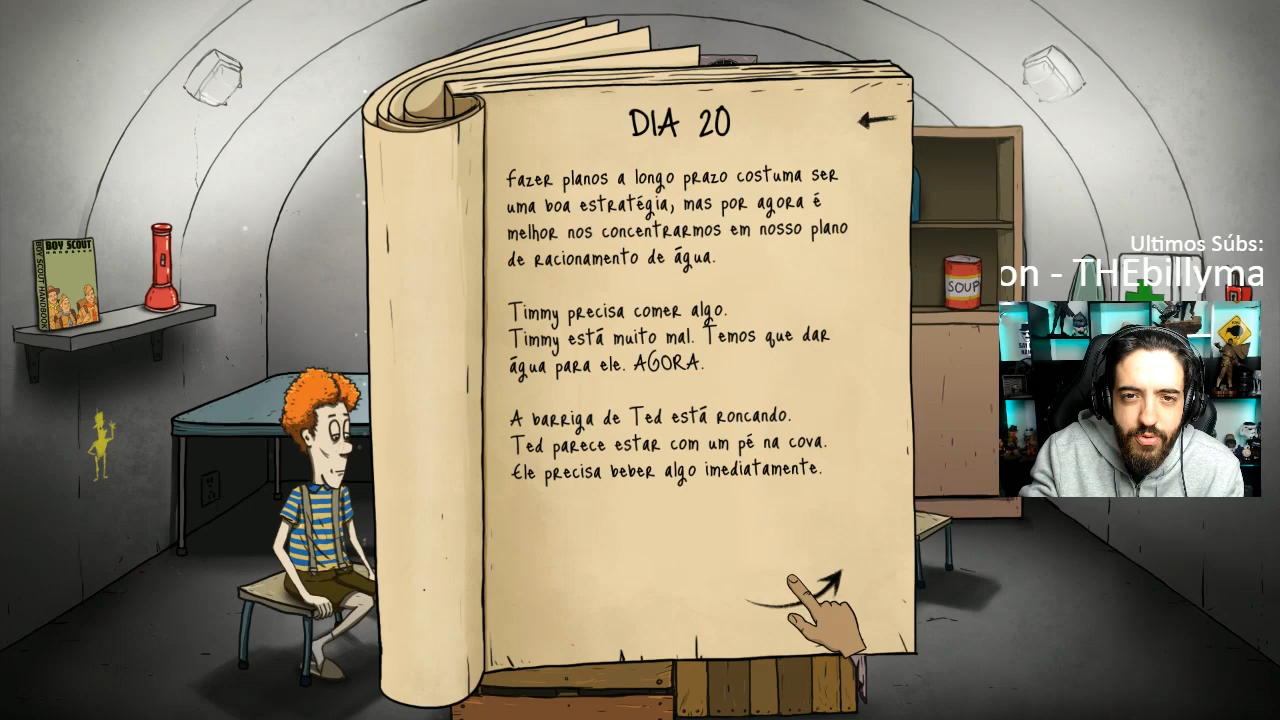 DIA 20
Fazer planos a longo prazo costuma ser
uma boa estratégia, mas por agora é
melhor nos concentrarmos em nosso plano
de racionamento de água.
Timmy precisa comer algo.
Timmy está muito mal. Temos que dar
água para ele. AGORA.
A barriga de Ted está roncando.
Ted parece estar com um pé na cova.
Ele precisa beber algo imediatamente.
BOY SCOUT
BOY SCOUT HANDBOOK
SOUP
Ultimos Súbs:
on - THEbillyma